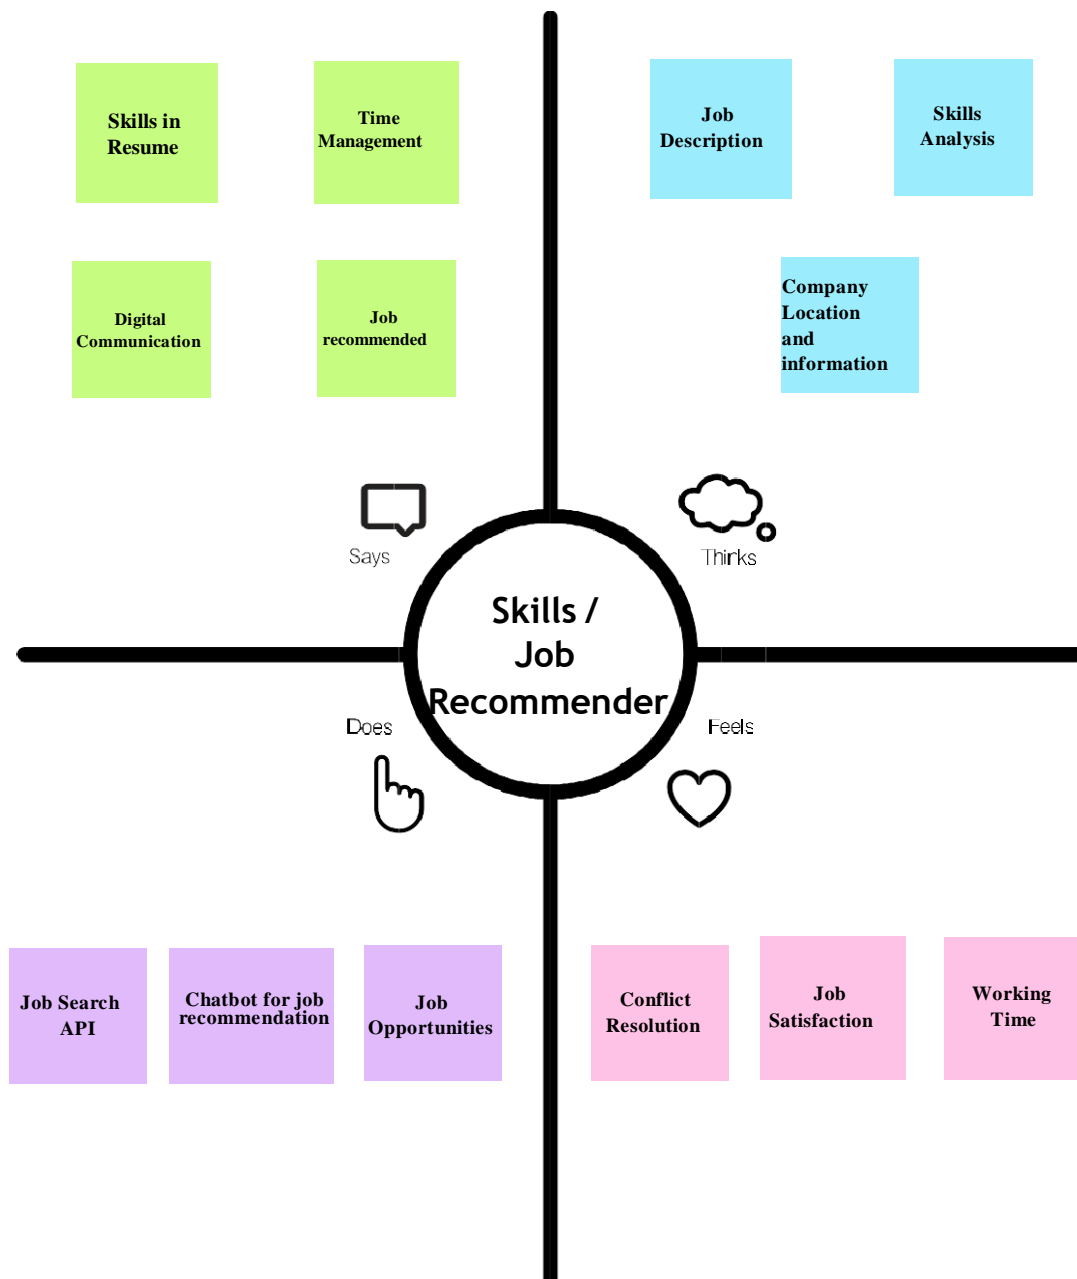 Skills in
Resume
Time
Management
Job
Description
Skills
Analysis
Digital
Communication
Job
recommended
Company
Location
and
information
Says
Thinks
Skills /
Job
Recommender
Does
Feels
Job Search
API
Chatbot for job
recommendation
Job
Opportunities
Conflict
Resolution
Job
Satisfaction
Working
Time